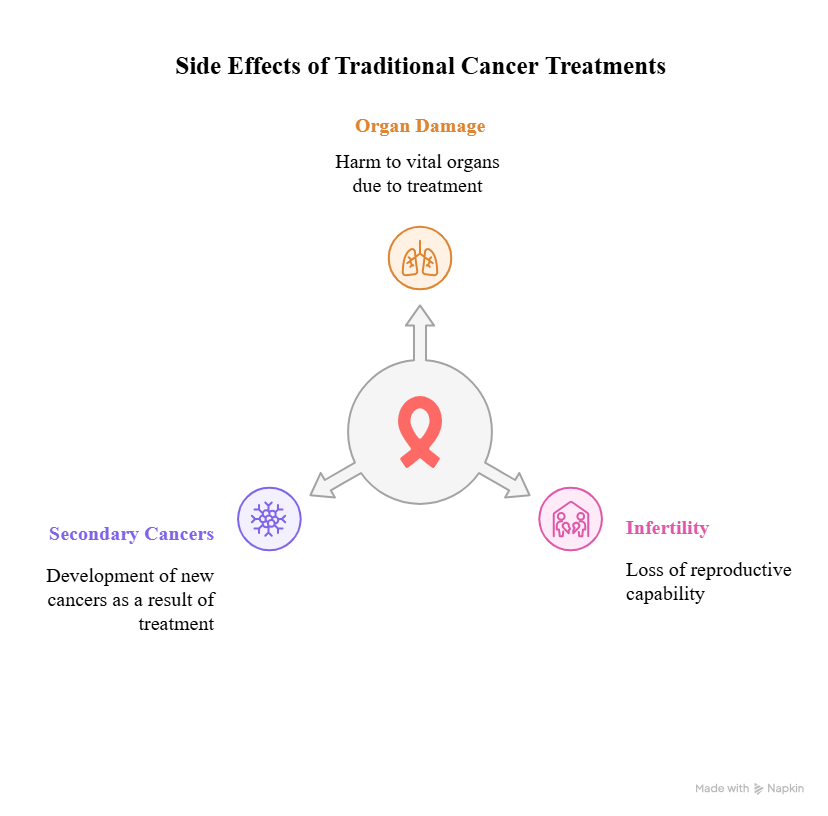 Side Effects of Traditional Cancer Treatments
Organ Damage
Harm to vital organs
due to treatment
Secondary Cancers
Development of new
cancers as a result of
treatment
Infertility
Loss of reproductive
capability
Made with Napkin